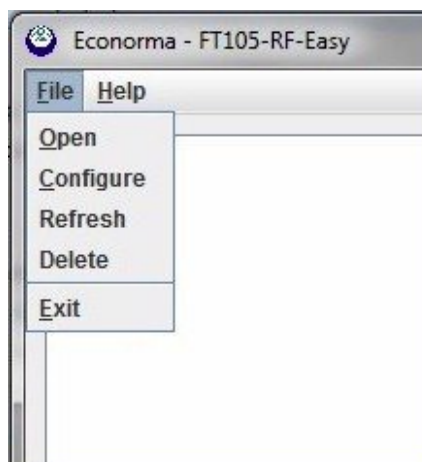 Econorma - FT105-RF-Easy
File Help
Open
Configure
Refresh
Delete
Exit